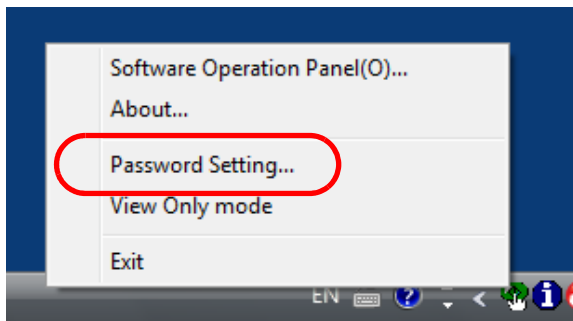 Software Operation Panel(O)...
About...
Password Setting...
View Only mode
Exit
EN